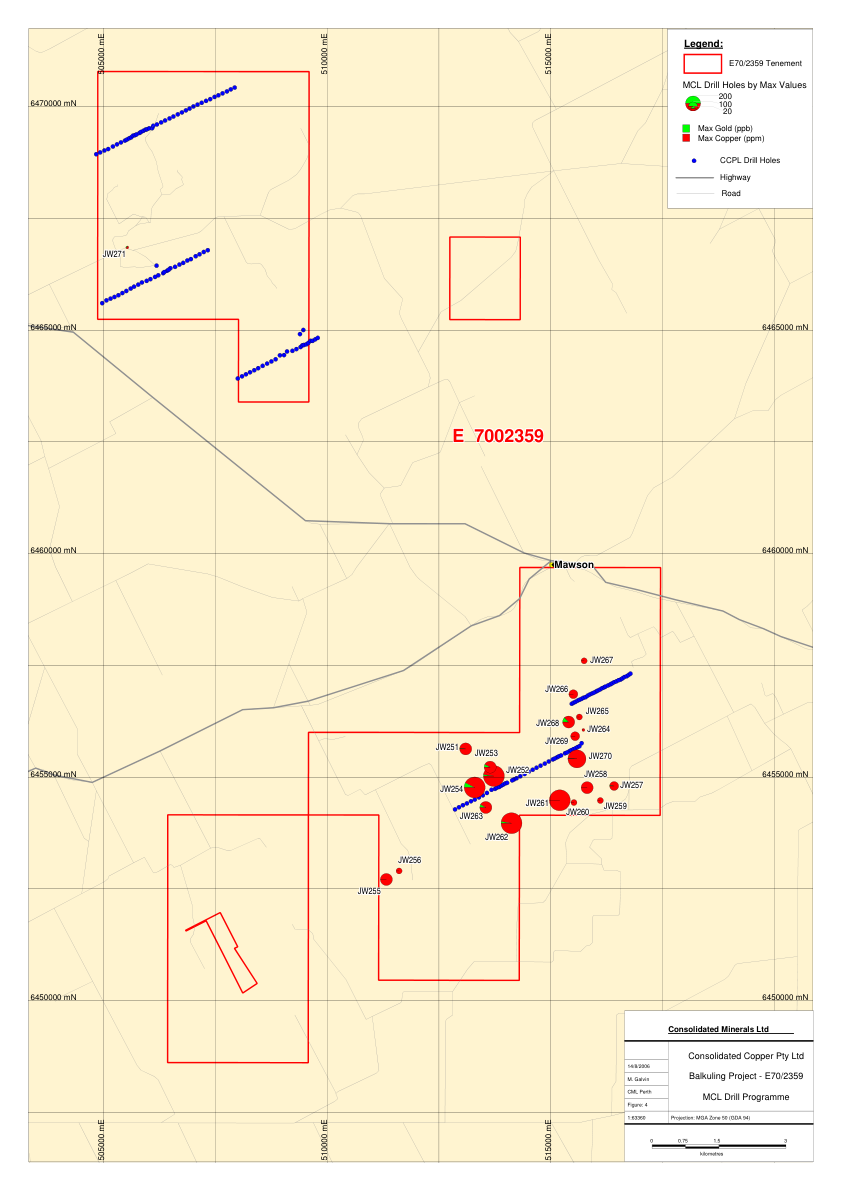 505000 mE
510000 mE
515000 mE
Legend:
E70/2359 Tenement
MCL Drill Holes by Max Values
200
100
20
Max Gold (ppb)
Max Copper (ppm)
CCPL Drill Holes
Highway
Road
6470000 mN
JW271
6465000 mN
6465000 mN
E 7002359
6460000 mN
6460000 mN
Mawson
JW267
JW266
JW265
JW268
JW264
JW269
JW251
JW253
JW270
JW252
JW258
JW254
JW257
JW261
JW259
JW260
JW263
JW262
6455000 mN
6455000 mN
JW256
JW255
6450000 mN
6450000 mN
505000 mE
510000 mE
515000 mE
Consolidated Minerals Ltd
Consolidated Copper Pty Ltd
Balkuling Project - E70/2359
MCL Drill Programme
14/8/2006
M. Galvin
CML Perth
Figure: 4
1:63360
Projection: MGA Zone 50 (GDA 94)
0 0.75 1.5 3
kilometres